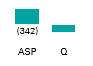 (342)
ASP Q